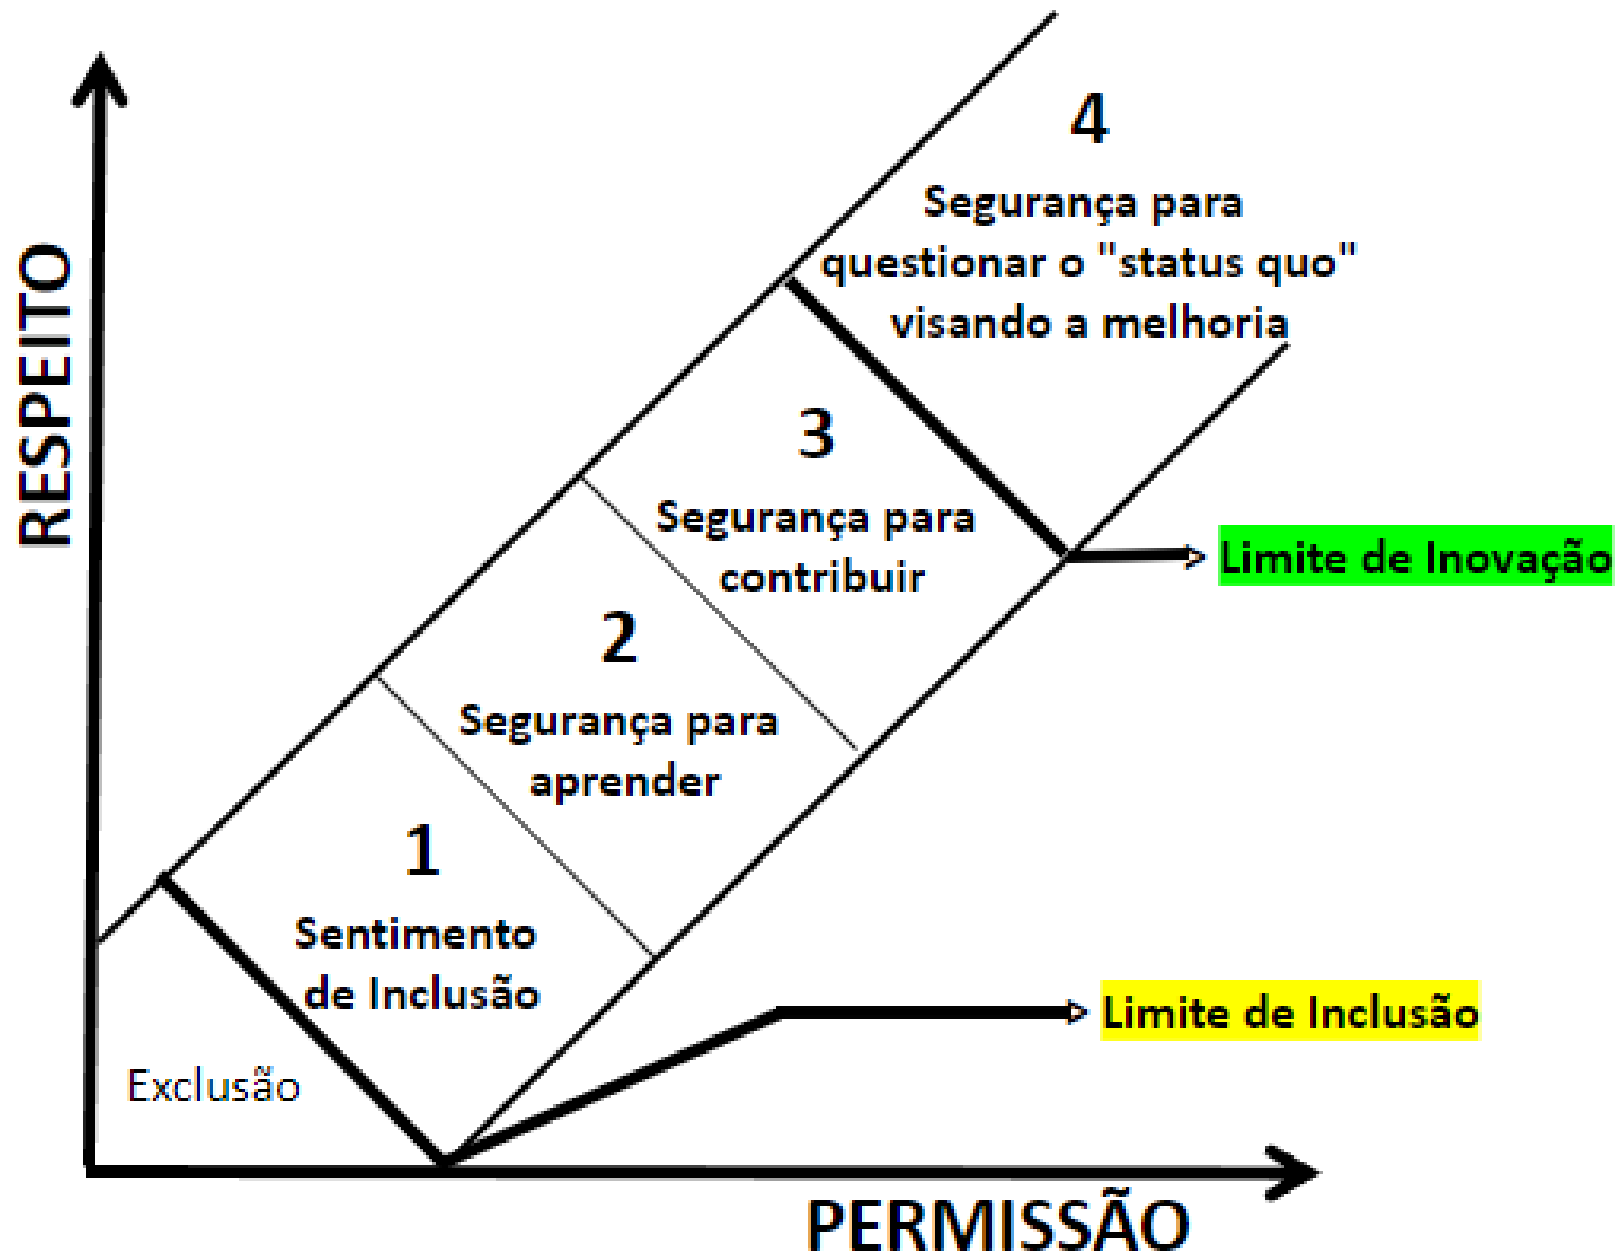 RESPEITO
4
Segurança para
questionar o "status quo"
visando a melhoria
3
Segurança para
contribuir
Limite de Inovação
2
Segurança para
aprender
1
Sentimento
de Inclusão
Limite de Inclusão
Exclusão
PERMISSÃO